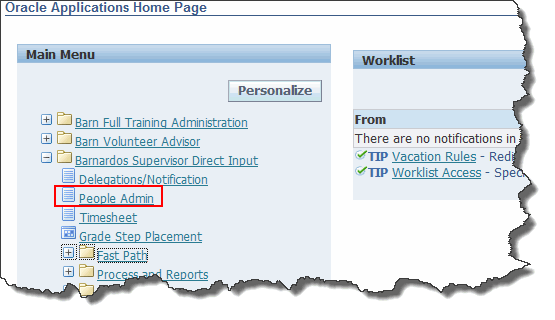 Oracle Applications Home Page
Main Menu
Personalize
Barn Full Training Administration
Barn Volunteer Advisor
Barnardos Supervisor Direct Input
Delegations/Notification
People Admin
Timesheet
Grade Step Placement
Fast Path
Process and Reports
Worklist
From
There are no notifications in
TIP Vacation Rules - Redi
TIP Worklist Access - Spec